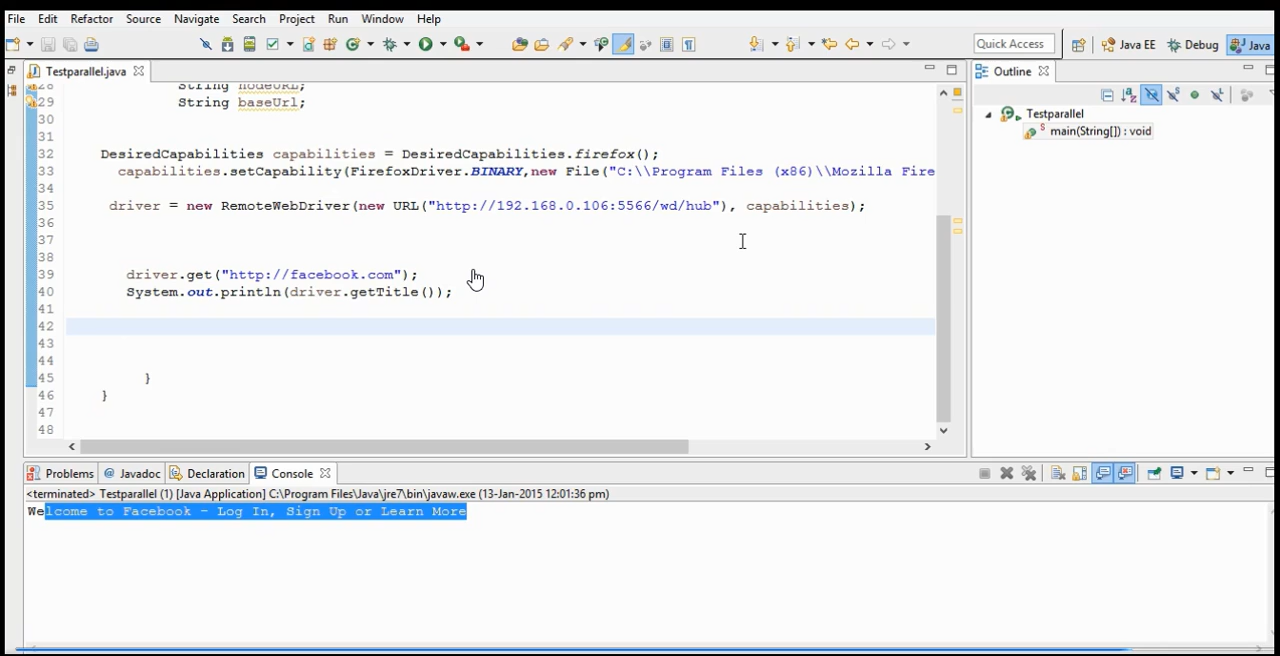 File Edit Refactor Source Navigate Search Project Run Window Help
Quick Access Java EE Debug Java
Testparallel.java
28 String nodeURL;
29 String baseUrl;
30
31
32 DesiredCapabilities capabilities = DesiredCapabilities.firefox();
33 capabilities.setCapability(FirefoxDriver.BINARY,new File("C:\\Program Files (x86)\\Mozilla Fire
34
35 driver = new RemoteWebDriver(new URL("http://192.168.0.106:5566/wd/hub"), capabilities);
36
37
38
39 driver.get("http://facebook.com");
40 System.out.println(driver.getTitle());
41
42
43
44
45 }
46 }
47
48
Outline
Testparallel
main(String[]) : void
Problems Javadoc Declaration Console
<terminated> Testparallel (1) [Java Application] C:\Program Files\Java\jre7\bin\javaw.exe (13-Jan-2015 12:01:36 pm)
Welcome to Facebook - Log In, Sign Up or Learn More